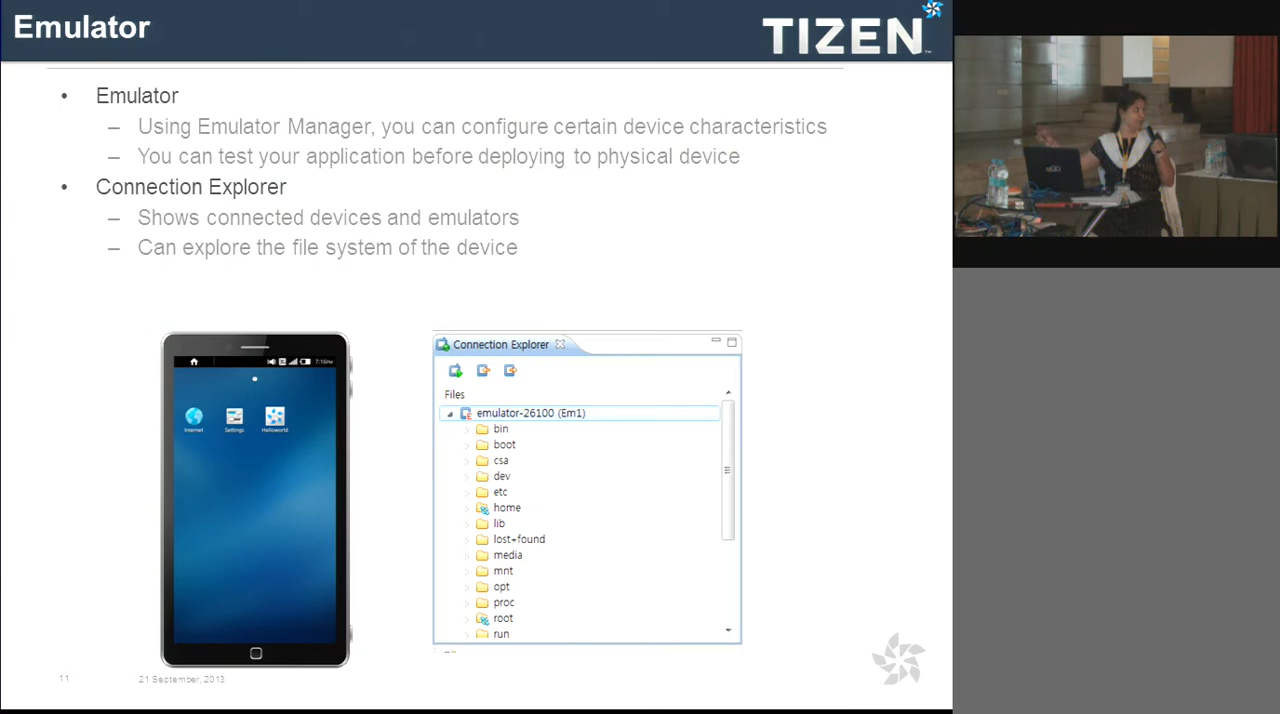 Emulator
TIZEN™
• Emulator
– Using Emulator Manager, you can configure certain device characteristics
– You can test your application before deploying to physical device
• Connection Explorer
– Shows connected devices and emulators
– Can explore the file system of the device
7:16
Internet
Settings
Helloworld
Connection Explorer
Files
emulator-26100 (Em1)
bin
boot
csa
dev
etc
home
lib
lost+found
media
mnt
opt
proc
root
run
11
21 September, 2013